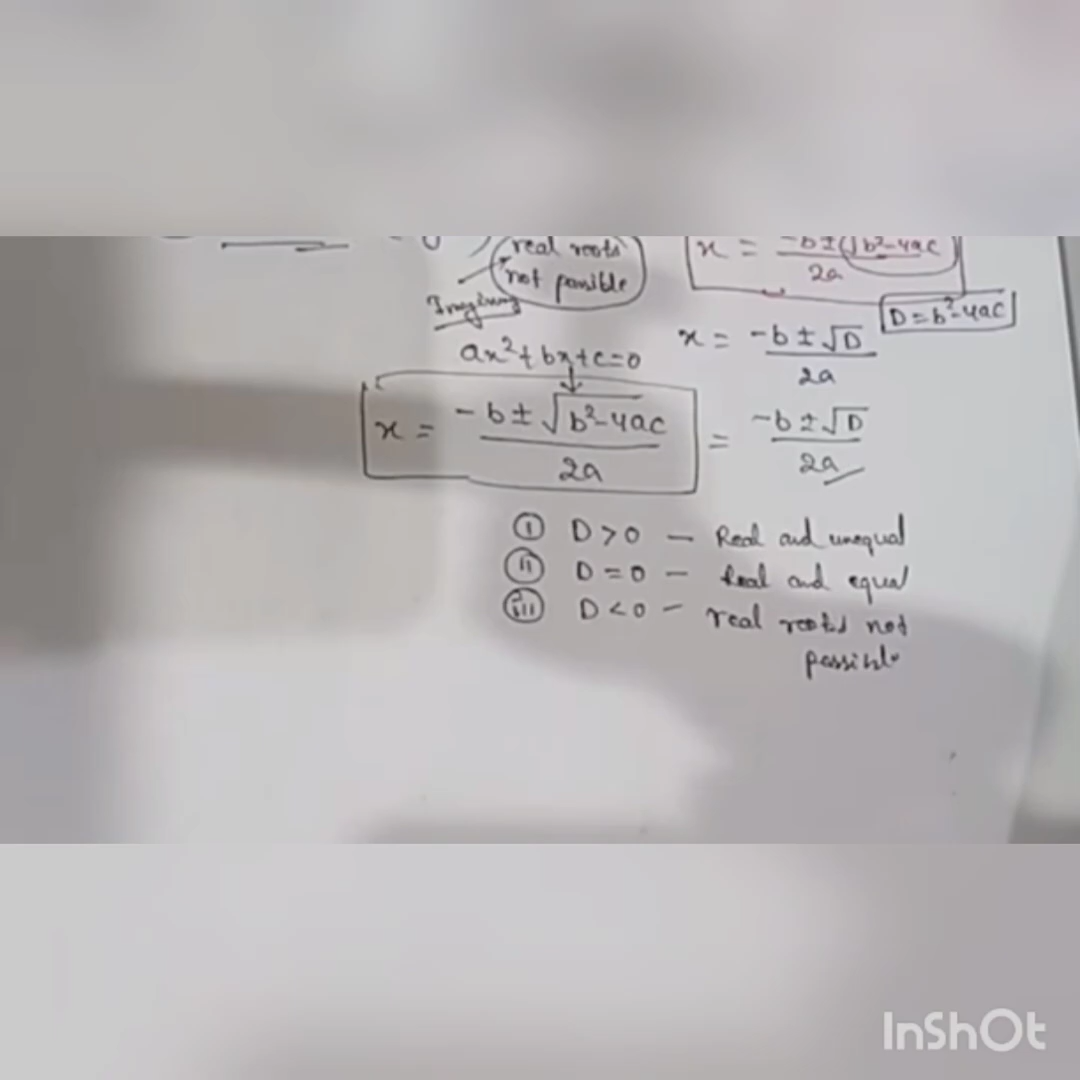 real roots
not possible
Imaginary
x = -b ± √b²-4ac / 2a
D = b²-4ac
x = -b ± √D / 2a
ax² + bx + c = 0
x = -b ± √b²-4ac / 2a = -b ± √D / 2a
(i) D > 0 — Real and unequal
(ii) D = 0 — Real and equal
(iii) D < 0 — real roots not
possible
InShOt